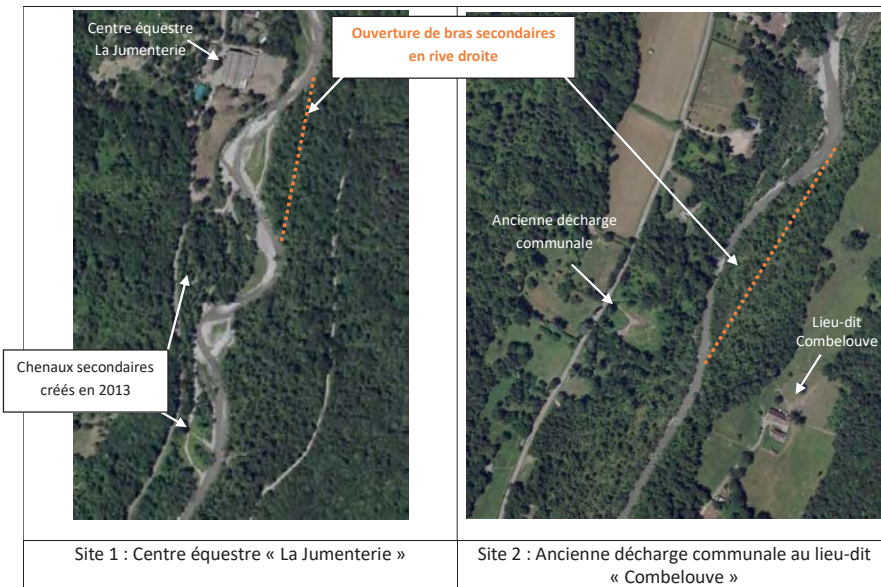 Centre équestre
La Jumenterie
Ouverture de bras secondaires
en rive droite
Ancienne décharge
communale
Lieu-dit
Combelouve
Chenaux secondaires
créés en 2013
Site 1 : Centre équestre « La Jumenterie »
Site 2 : Ancienne décharge communale au lieu-dit
« Combelouve »